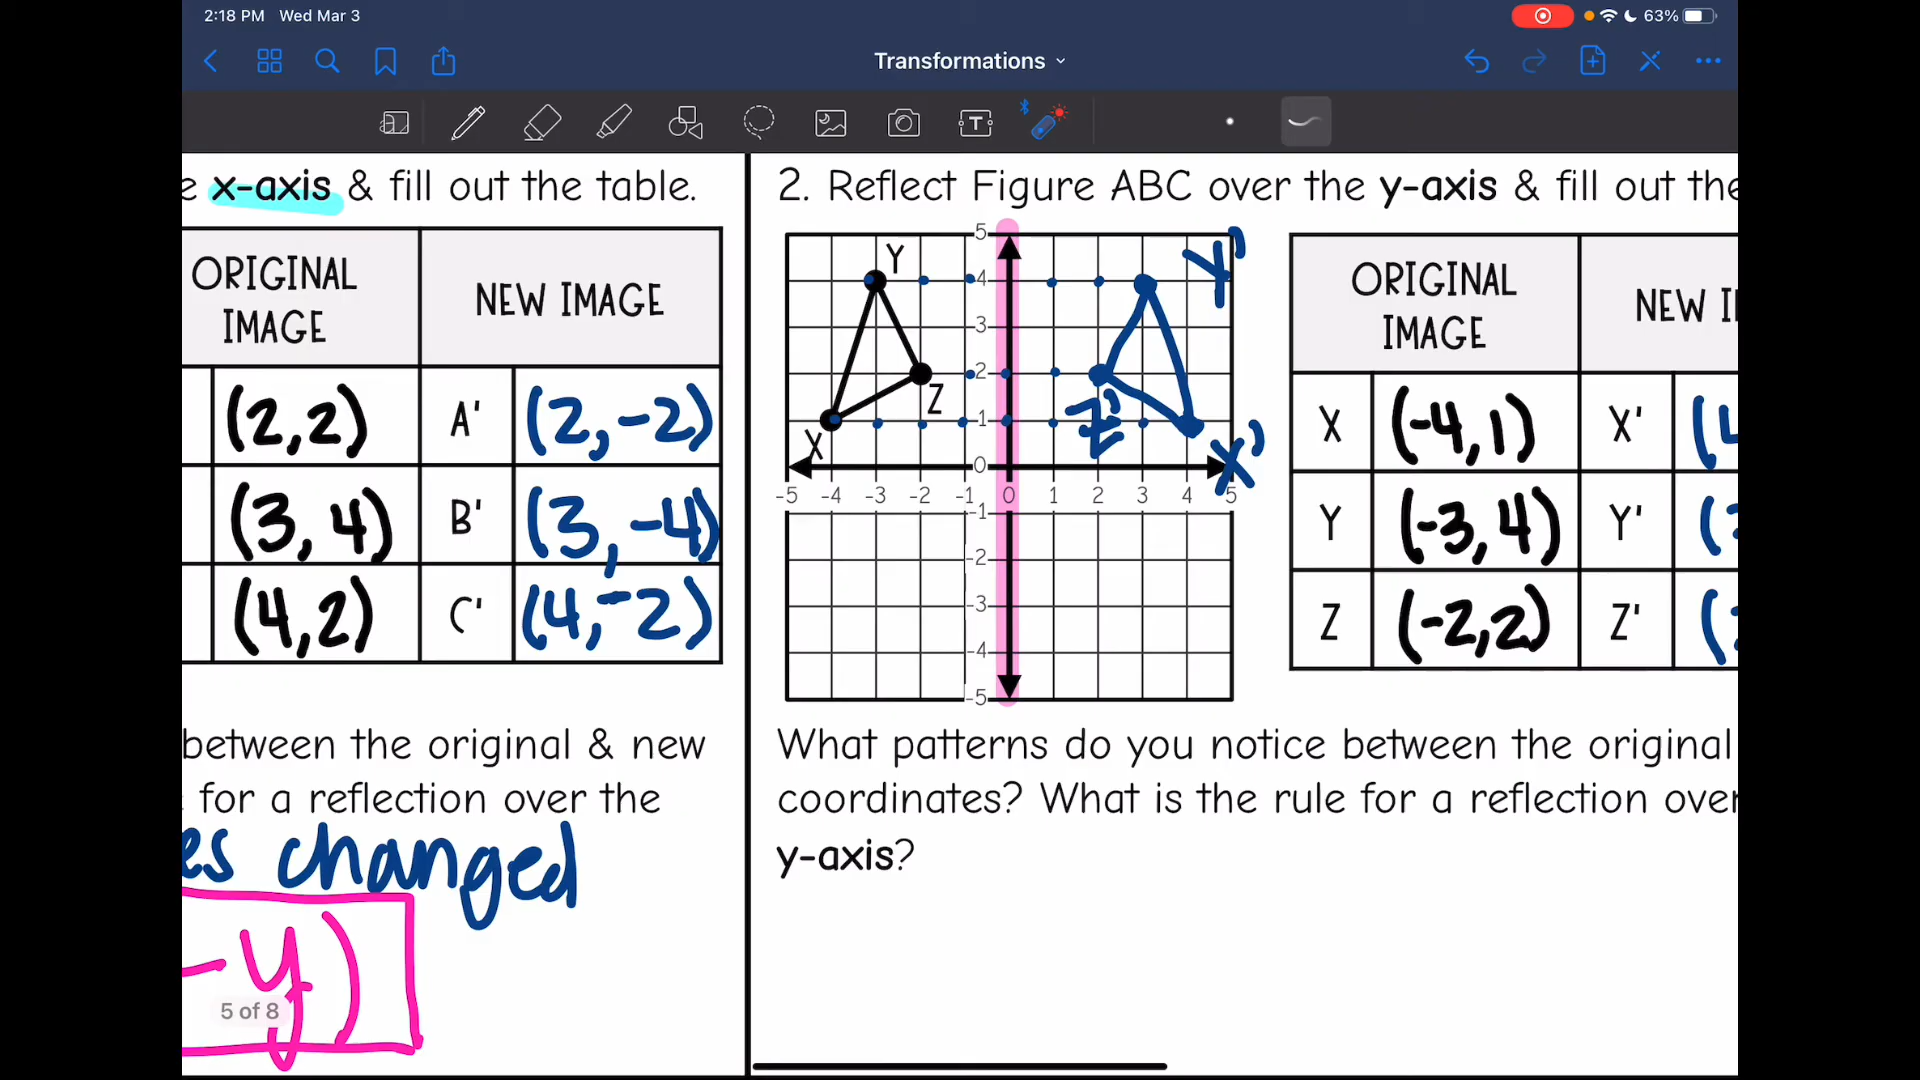 2:18 PM Wed Mar 3
63%
Transformations
T
e x-axis & fill out the table.
ORIGINAL
IMAGE
NEW IMAGE
(2,2) A' (2,-2)
(3,4) B' (3,-4)
(4,2) C' (4,-2)
between the original & new
for a reflection over the
es changed
-y)
5 of 8
2. Reflect Figure ABC over the y-axis & fill out the
5
4
3
2
1
0
-5 -4 -3 -2 -1 0 1 2 3 4 5
-1
-2
-3
-4
-5
Y
Z
X
Y'
Z'
X'
ORIGINAL
IMAGE
NEW I
X (-4,1) X' (4
Y (-3,4) Y' (
Z (-2,2) Z' (
What patterns do you notice between the original
coordinates? What is the rule for a reflection over
y-axis?